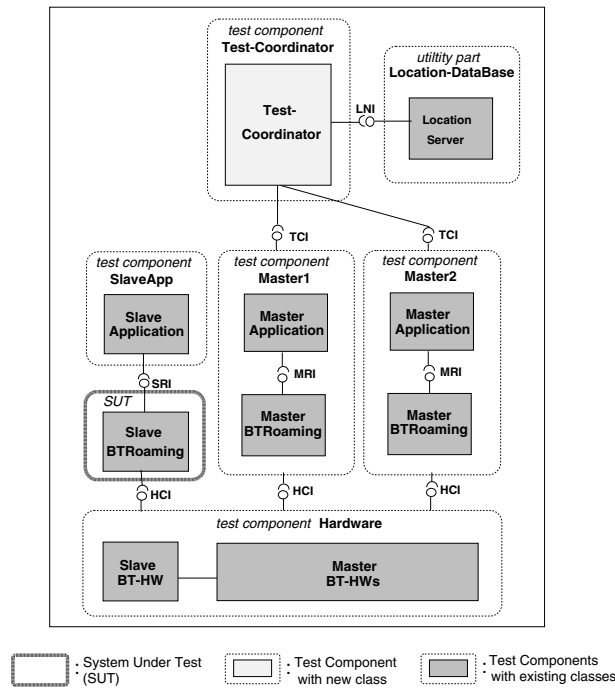 test component
Test-Coordinator
utiltity part
Location-DataBase
Test-
Coordinator
LNI
Location
Server
TCI
TCI
test component
SlaveApp
test component
Master1
test component
Master2
Slave
Application
Master
Application
Master
Application
SRI
MRI
MRI
SUT
Slave
BTRoaming
Master
BTRoaming
Master
BTRoaming
HCI
HCI
HCI
test component Hardware
Slave
BT-HW
Master
BT-HWs
: System Under Test
(SUT)
: Test Component
with new class
: Test Components
with existing classes